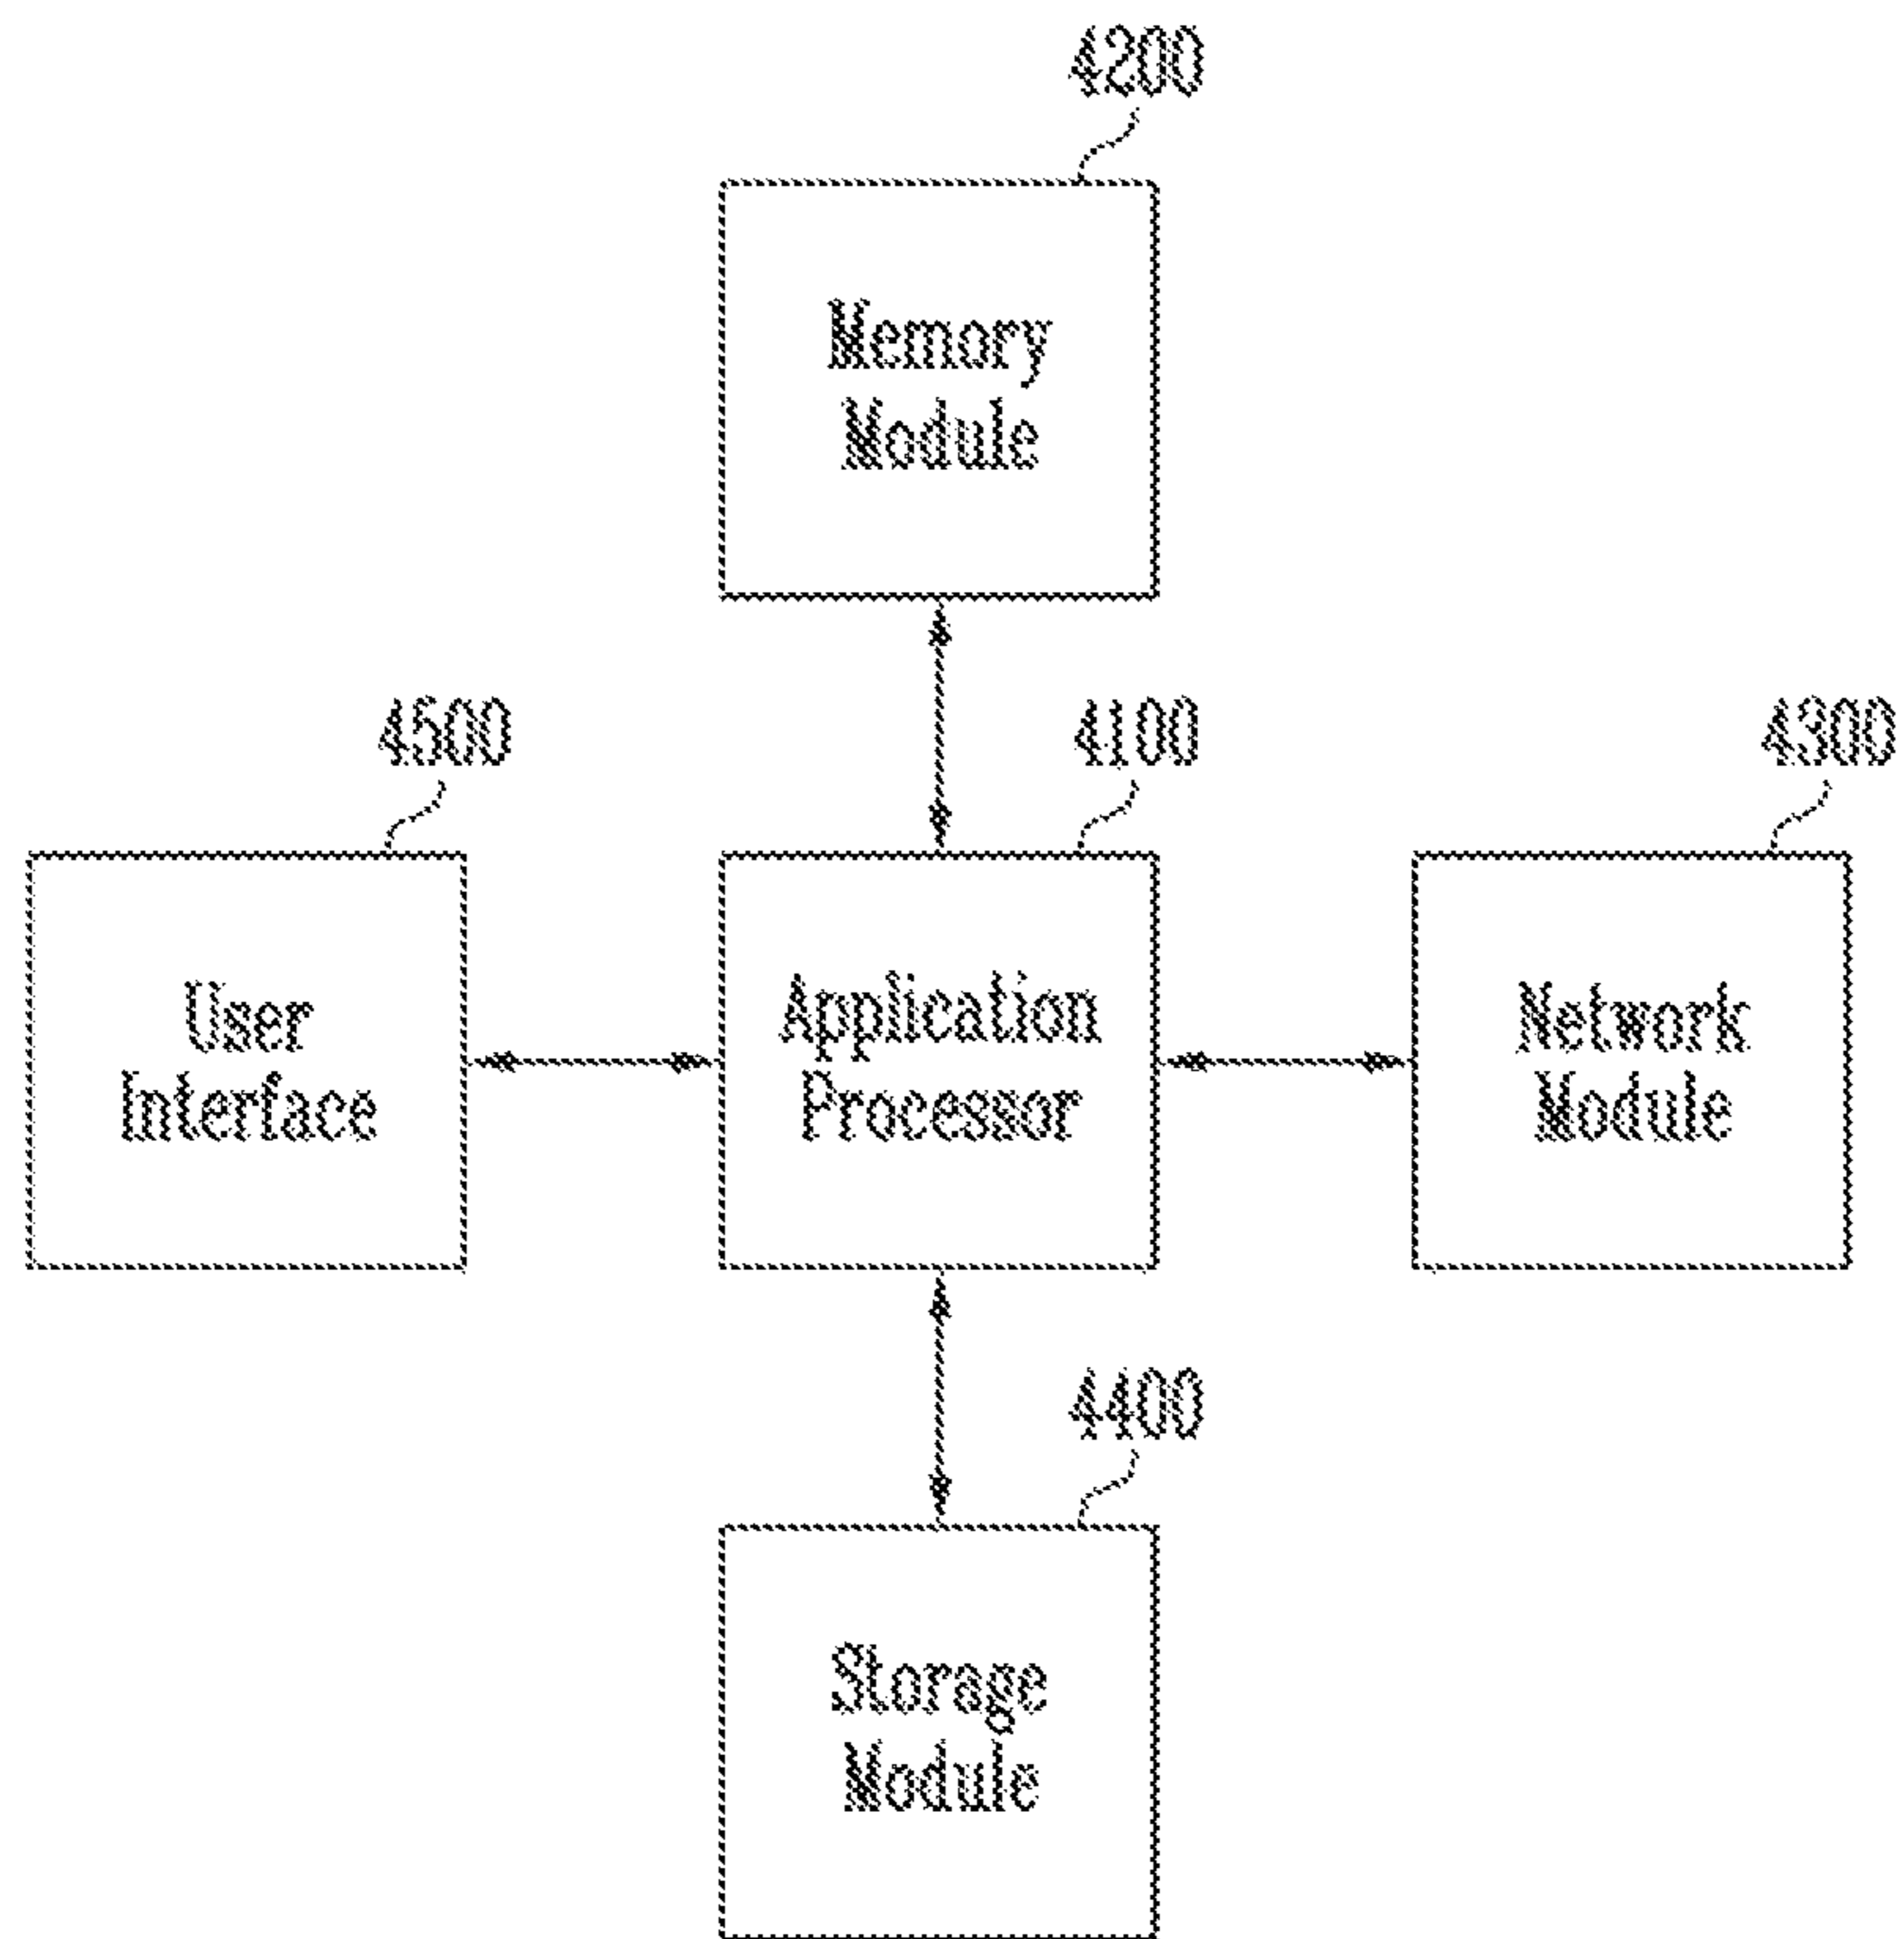 4200
Memory
Module
4500
4100
4300
User
Interface
Application
Processor
Network
Module
4400
Storage
Module